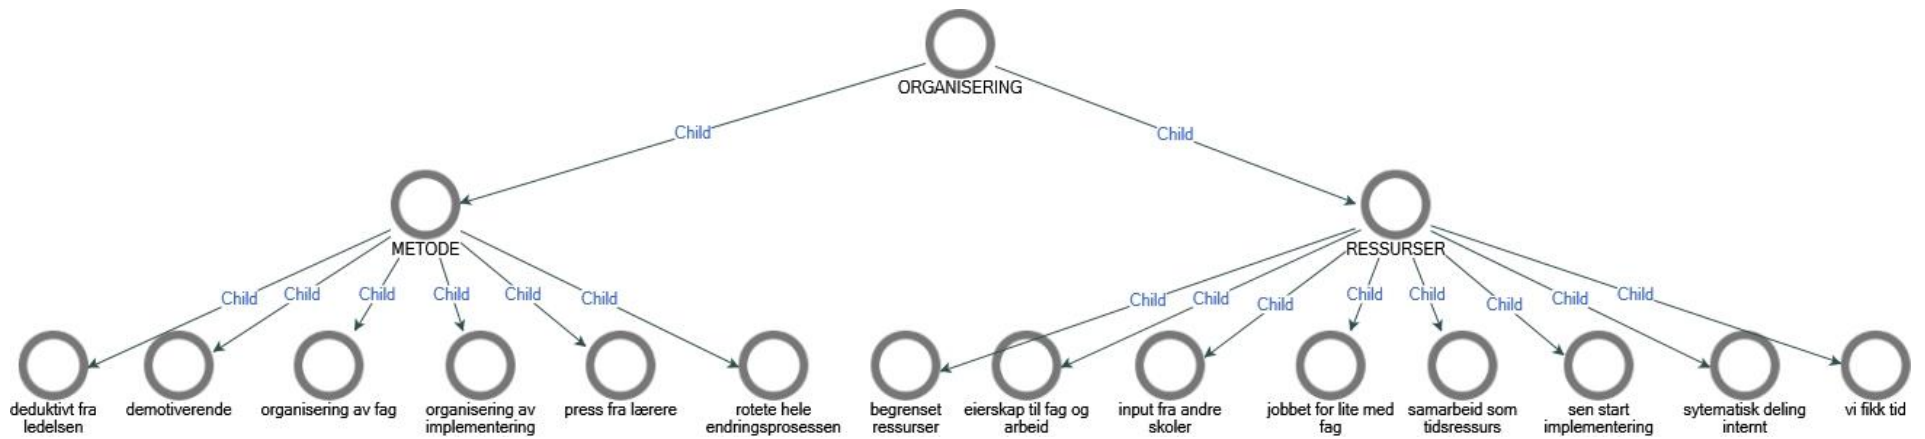 ORGANISERING
Child
Child
METODE
RESSURSER
Child
Child
Child
Child
Child
Child
Child
Child
Child
Child
Child
Child
Child
Child
deduktivt fra
ledelsen
demotiverende
organisering av fag
organisering av
implementering
press fra lærere
rotete hele
endringsprosessen
begrenset
ressurser
eierskap til fag og
arbeid
input fra andre
skoler
jobbet for lite med
fag
samarbeid som
tidsressurs
sen start
implementering
sytematisk deling
internt
vi fikk tid